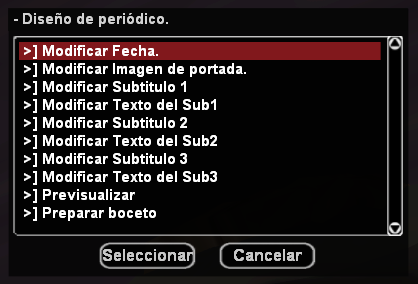 - Diseño de periódico.
>] Modificar Fecha.
>] Modificar Imagen de portada.
>] Modificar Subtitulo 1
>] Modificar Texto del Sub1
>] Modificar Subtitulo 2
>] Modificar Texto del Sub2
>] Modificar Subtitulo 3
>] Modificar Texto del Sub3
>] Previsualizar
>] Preparar boceto
Seleccionar Cancelar